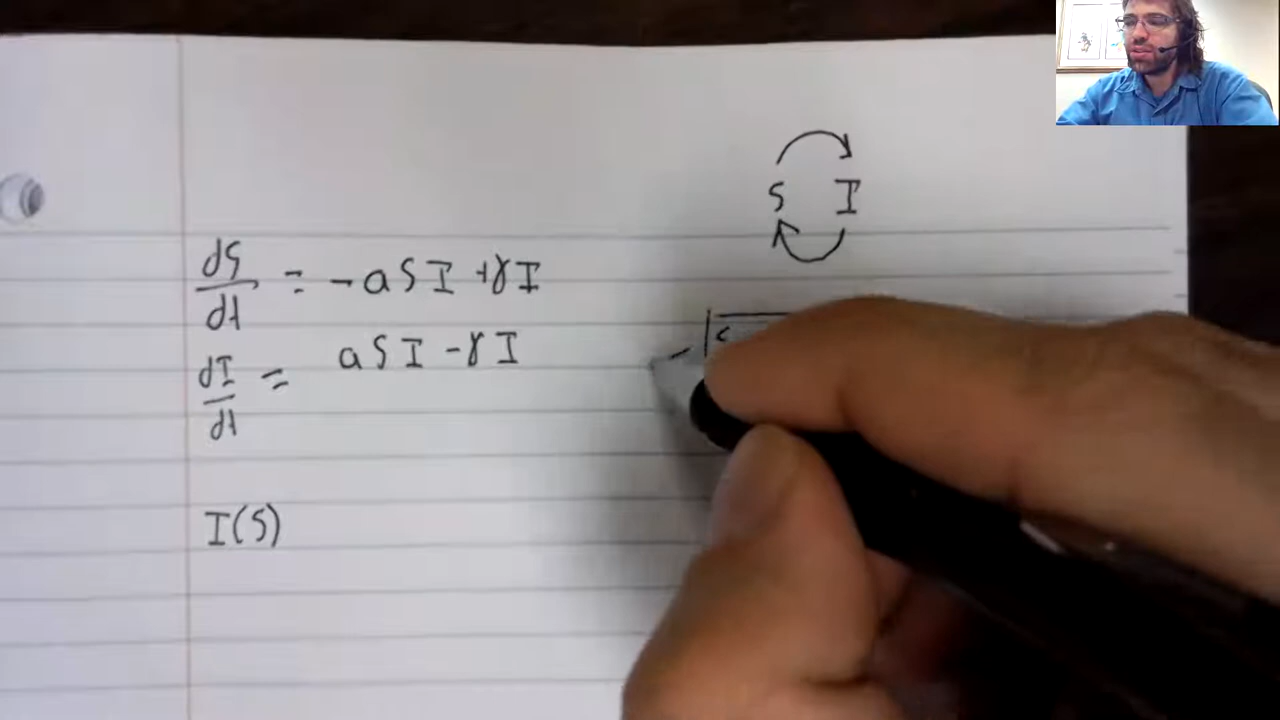 S I
dS/dt = -aSI+γI
dI/dt = aSI-γI
I(S)